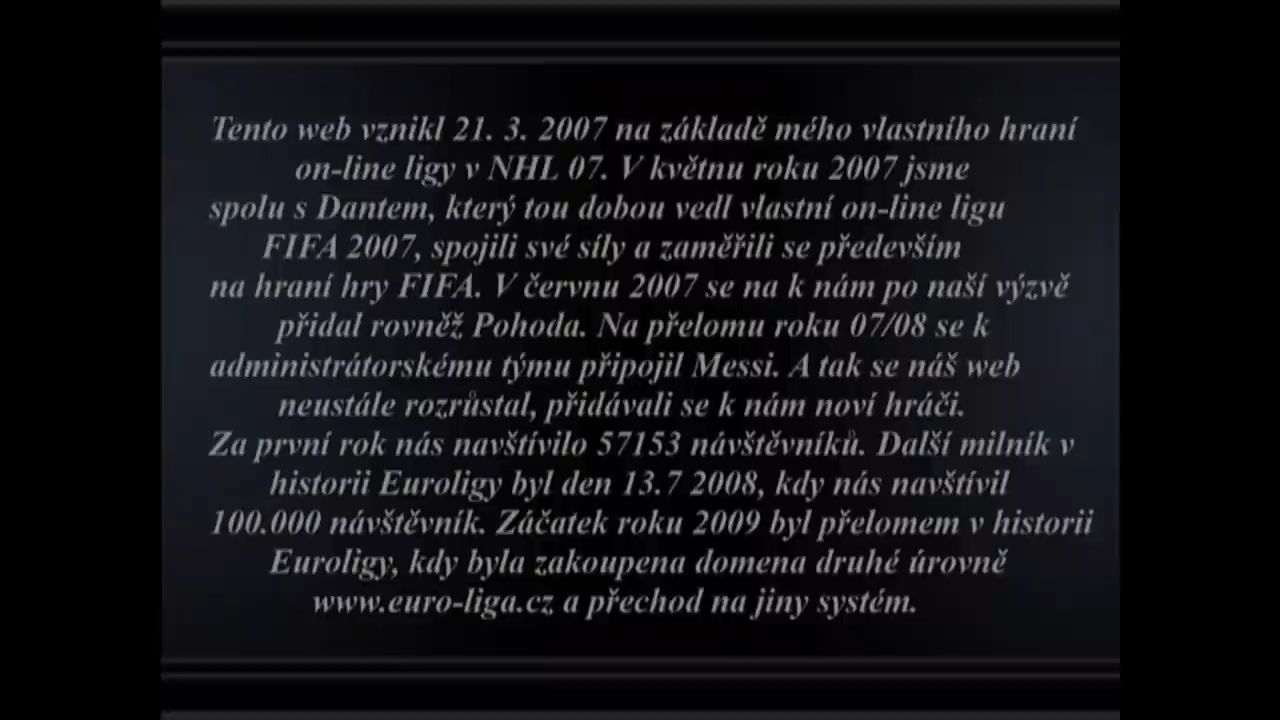 Tento web vznikl 21. 3. 2007 na základě mého vlastního hraní
on-line ligy v NHL 07. V květnu roku 2007 jsme
spolu s Dantem, který tou dobou vedl vlastní on-line ligu
FIFA 2007, spojili své síly a zaměřili se především
na hraní hry FIFA. V červnu 2007 se na k nám po naší výzvě
přidal rovněž Pohoda. Na přelomu roku 07/08 se k
administrátorskému týmu připojil Messi. A tak se náš web
neustále rozrůstal, přidávali se k nám noví hráči.
Za první rok nás navštívilo 57153 návštěvníků. Další milník v
historii Euroligy byl den 13.7 2008, kdy nás navštívil
100.000 návštěvník. Záčatek roku 2009 byl přelomem v historii
Euroligy, kdy byla zakoupena domena druhé úrovně
www.euro-liga.cz a přechod na jiny systém.